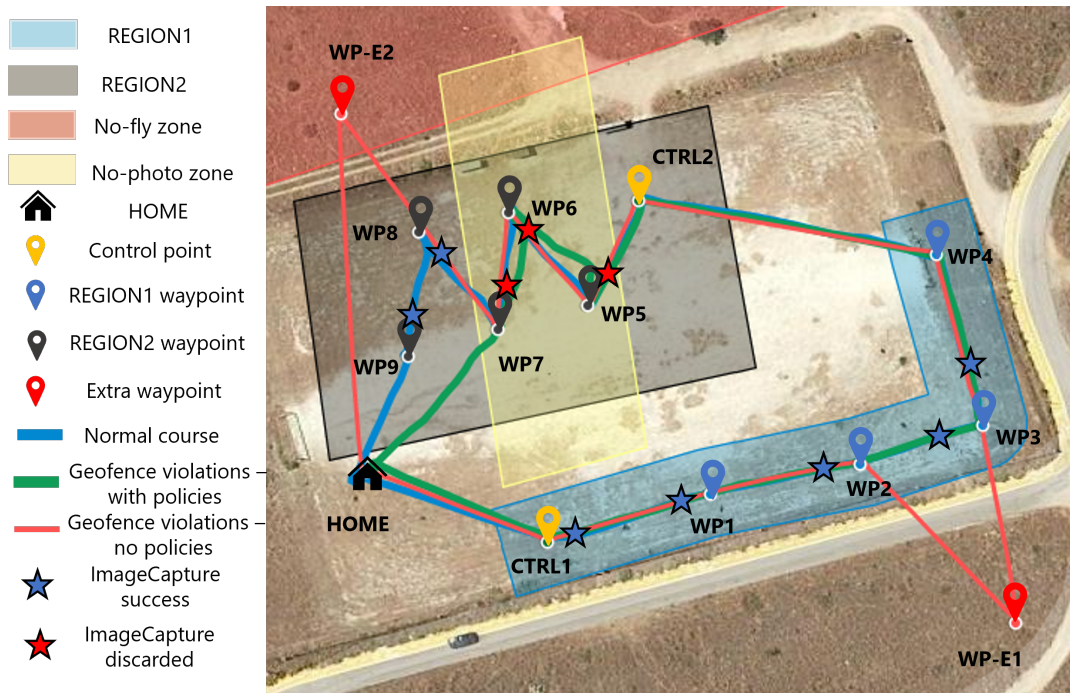 REGION1
REGION2
No-fly zone
No-photo zone
HOME
Control point
REGION1 waypoint
REGION2 waypoint
Extra waypoint
Normal course
Geofence violations
with policies
Geofence violations
no policies
ImageCapture
success
ImageCapture
discarded
WP-E2
CTRL2
WP6
WP8
WP4
WP5
WP7
WP9
WP3
WP2
WP1
HOME
CTRL1
WP-E1